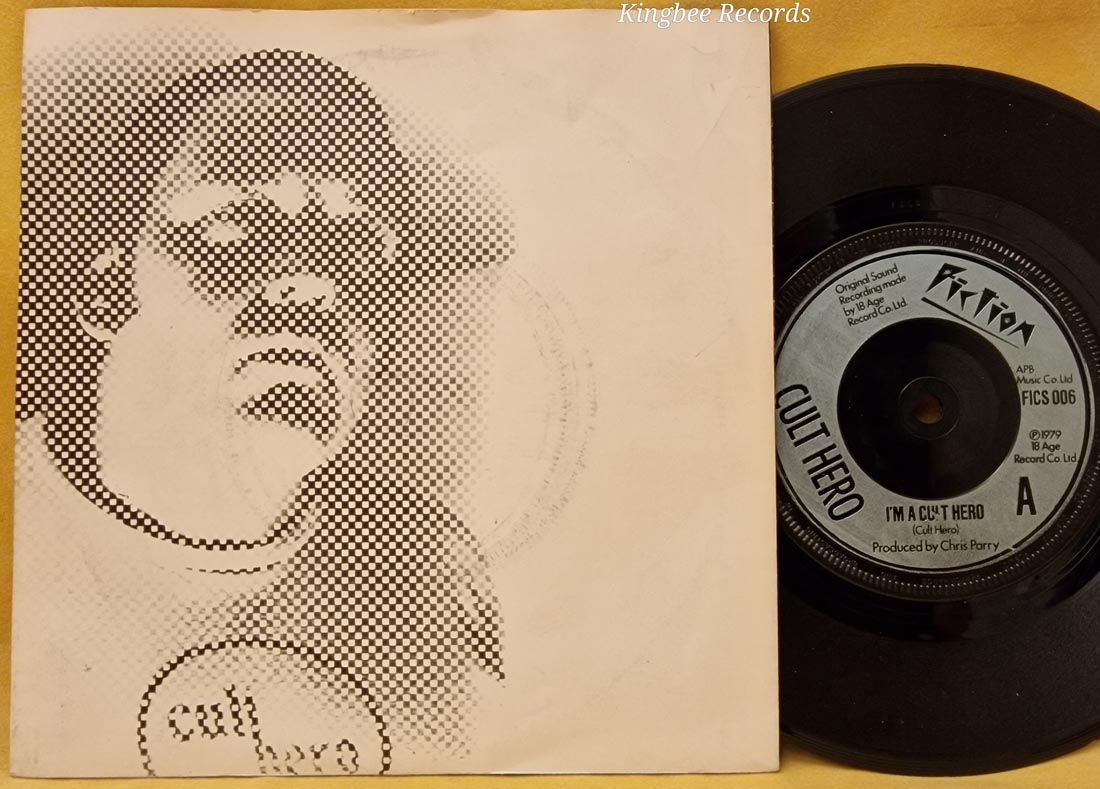 Kingbee Records
cult
hero
Fiction
Original Sound
Recording made
by 18 Age
Record Co. Ltd.
APB
Music Co. Ltd
FICS 006
℗1979
18 Age
Record Co. Ltd.
A
CULT HERO
I'M A CULT HERO
(Cult Hero)
Produced by Chris Parry